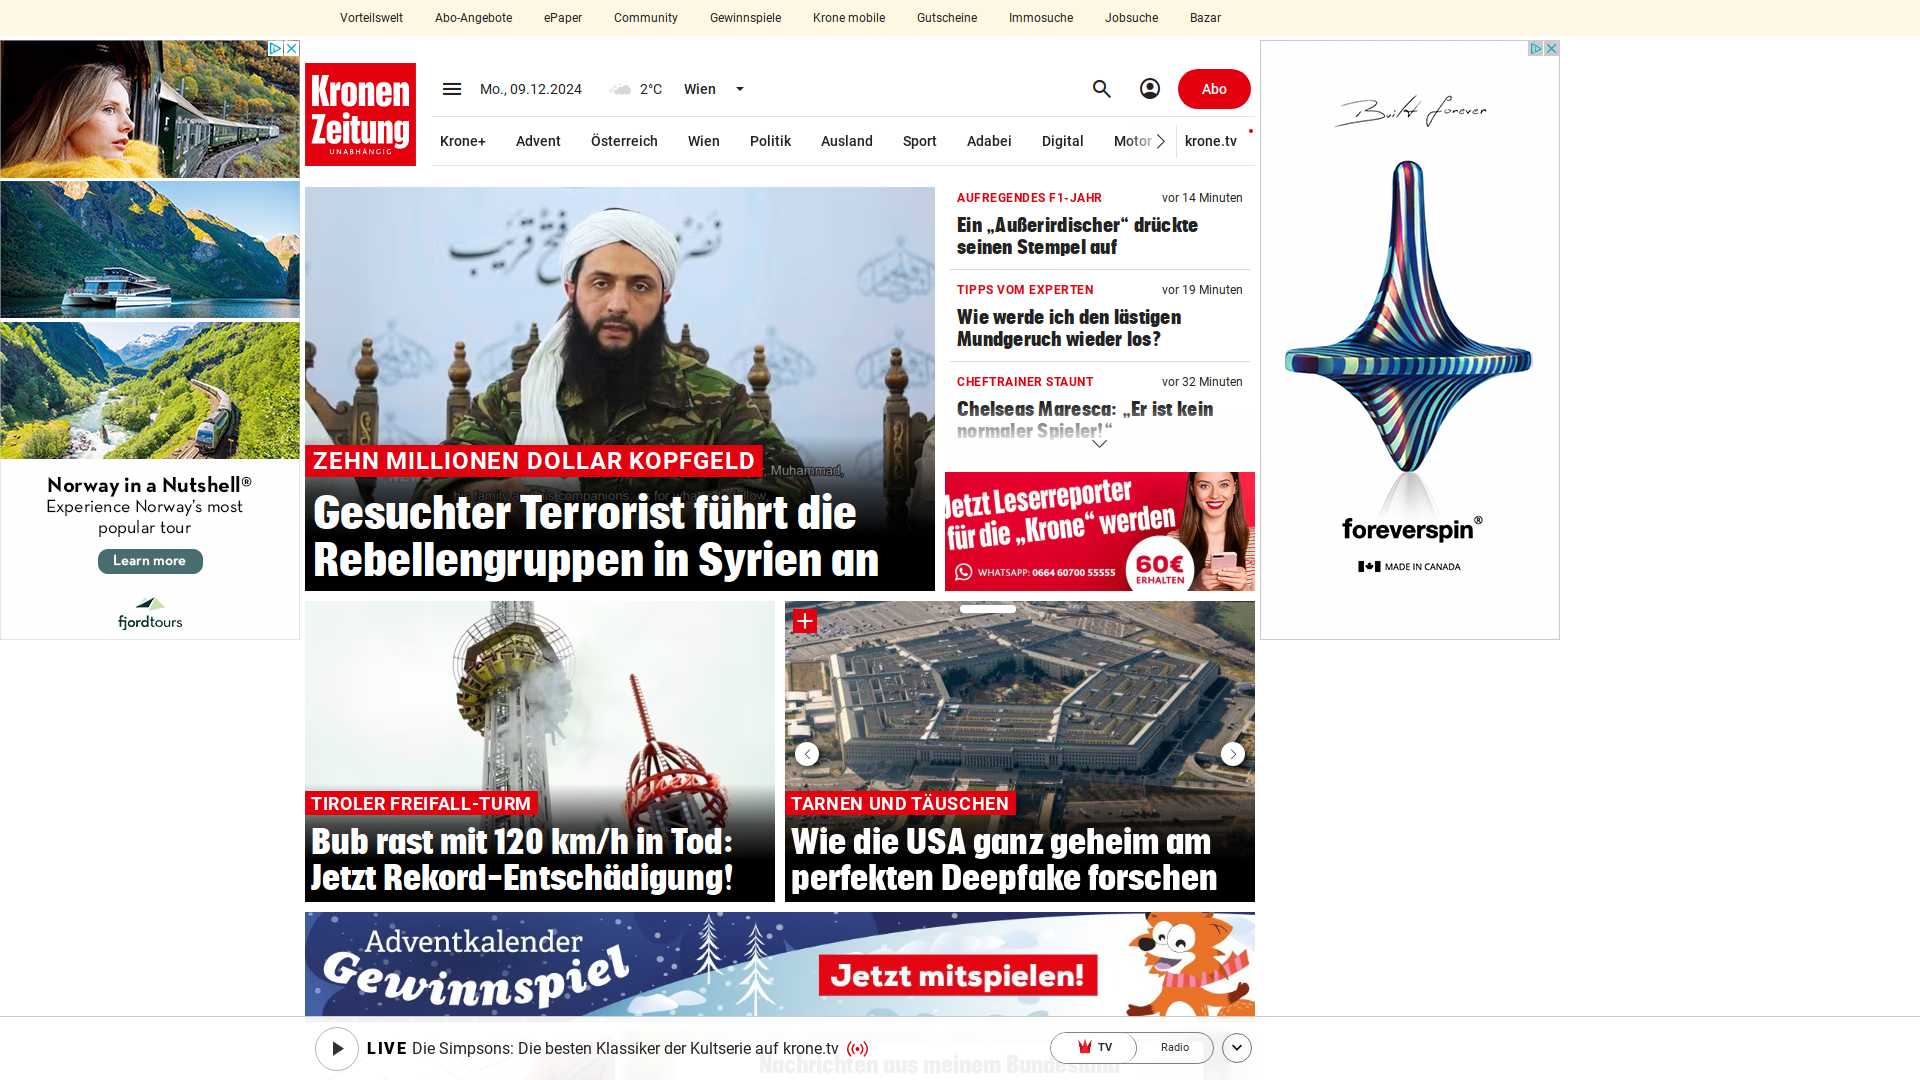 Vorteilswelt Abo-Angebote ePaper Community Gewinnspiele Krone mobile Gutscheine Immosuche Jobsuche Bazar
Kronen
Zeitung
UNABHÄNGIG
Mo., 09.12.2024 2°C Wien
Abo
Krone+ Advent Österreich Wien Politik Ausland Sport Adabei Digital Motor krone.tv
Norway in a Nutshell®
Experience Norway's most
popular tour
Learn more
fjordtours
ZEHN MILLIONEN DOLLAR KOPFGELD
Gesuchter Terrorist führt die
Rebellengruppen in Syrien an
AUFREGENDES F1-JAHR vor 14 Minuten
Ein „Außerirdischer“ drückte
seinen Stempel auf
TIPPS VOM EXPERTEN vor 19 Minuten
Wie werde ich den lästigen
Mundgeruch wieder los?
CHEFTRAINER STAUNT vor 32 Minuten
Chelseas Maresca: „Er ist kein
normaler Spieler!“
Jetzt Leserreporter
für die „Krone“ werden
WHATSAPP: 0664 60700 55555
60€
ERHALTEN
Built forever
foreverspin®
MADE IN CANADA
TIROLER FREIFALL-TURM
Bub rast mit 120 km/h in Tod:
Jetzt Rekord-Entschädigung!
TARNEN UND TÄUSCHEN
Wie die USA ganz geheim am
perfekten Deepfake forschen
Adventkalender
Gewinnspiel
Jetzt mitspielen!
LIVE Die Simpsons: Die besten Klassiker der Kultserie auf krone.tv
TV Radio
Nachrichten aus meinem Bundesland